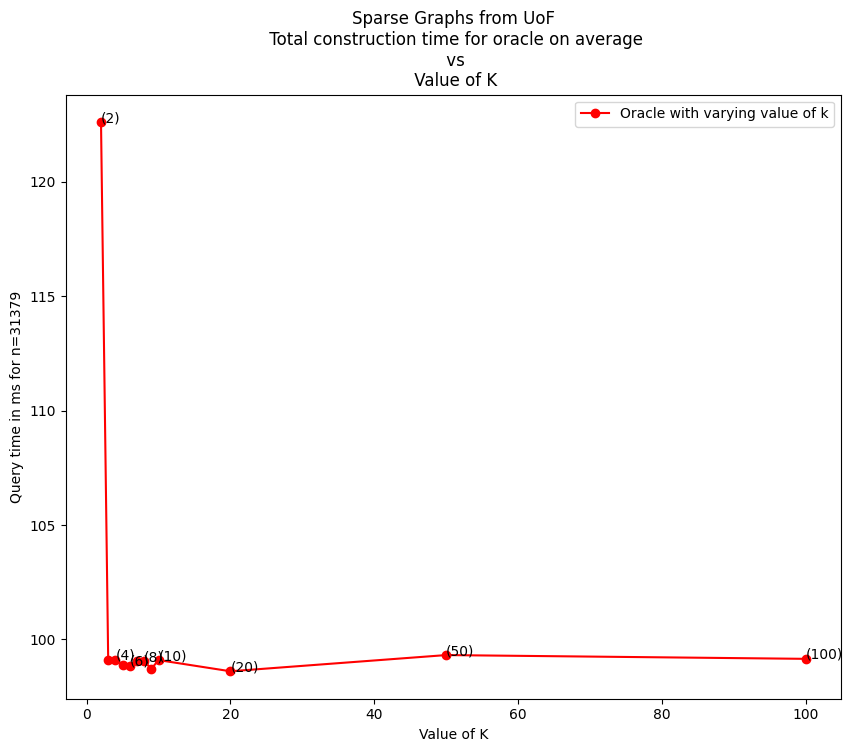 Sparse Graphs from UoF
Total construction time for oracle on average
vs
Value of K
Oracle with varying value of k
Query time in ms for n=31379
120
115
110
105
100
(2)
(4)
(6)
(8)
(10)
(20)
(50)
(100)
0
20
40
60
80
100
Value of K